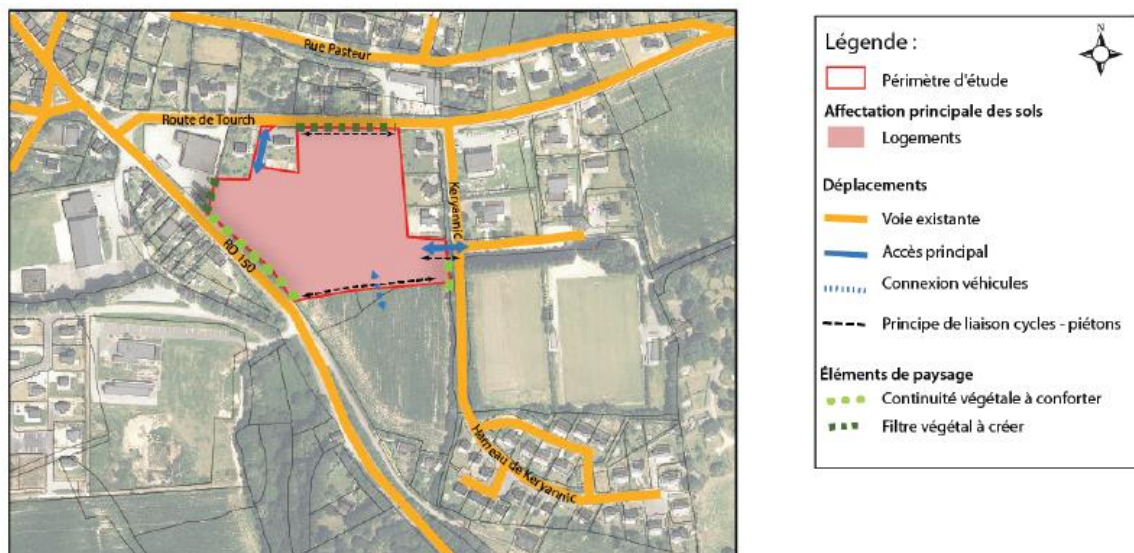 Rue Pasteur
Route de Tourch
Keryannic
RD 150
Hameau de Keryannic
Légende :
N
Périmètre d'étude
Affectation principale des sols
Logements
Déplacements
Voie existante
Accès principal
Connexion véhicules
Principe de liaison cycles - piétons
Éléments de paysage
Continuité végétale à conforter
Filtre végétal à créer